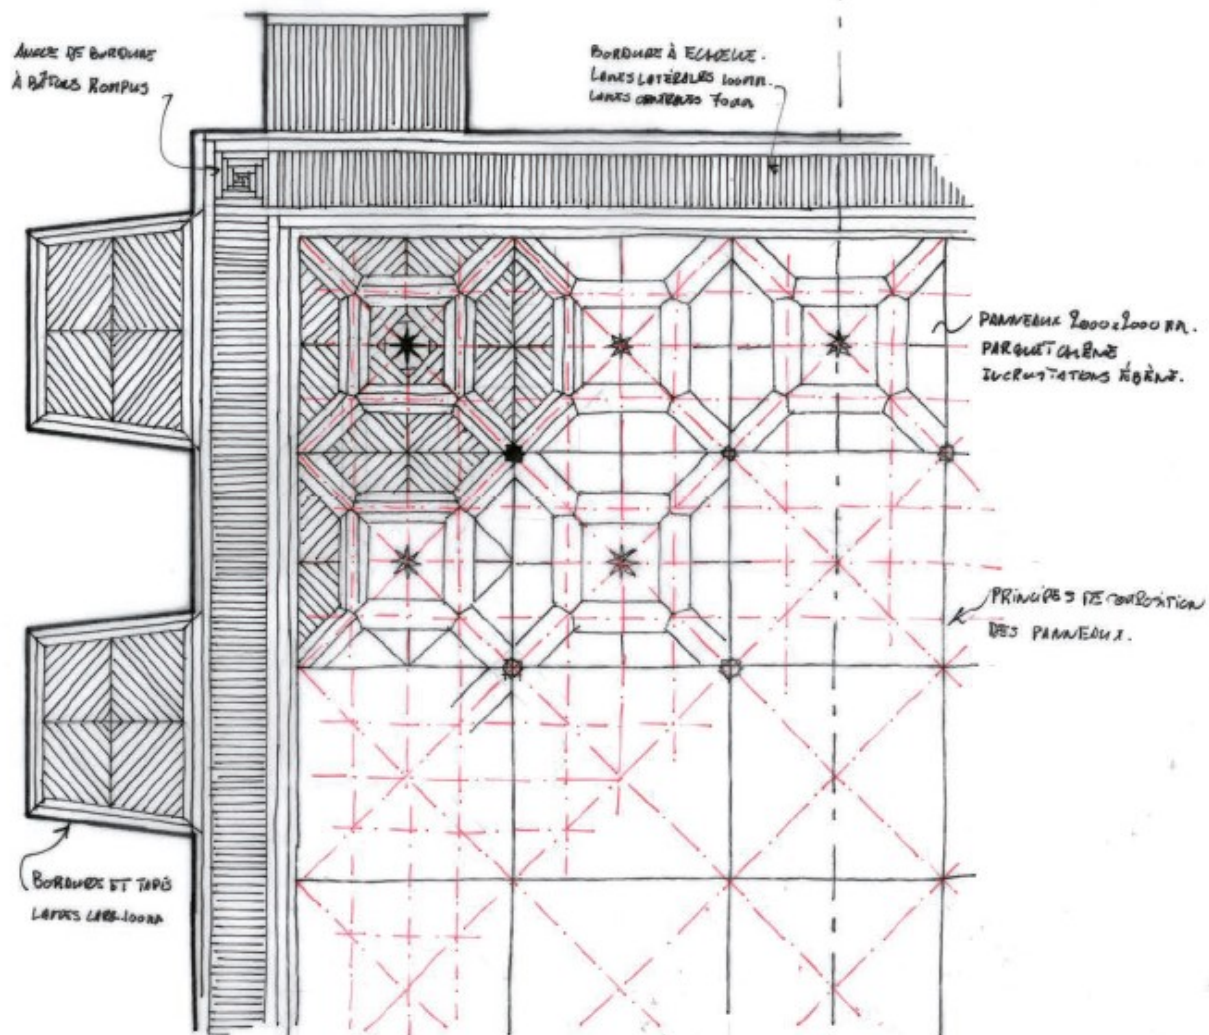 ANGLE DE BORDURE
À BÂTONS ROMPUS
BORDURE À ECHELLE.
LAMES LATÉRALES 100MM.
LAMES CENTRALES 70MM
PANNEAUX 2000x2000 MM.
PARQUET CHÊNE
INCRUSTATIONS ÉBÈNE.
PRINCIPES DE COMPOSITION
DES PANNEAUX.
BORDURE ET TAPIS
LAMES LARG.100MM